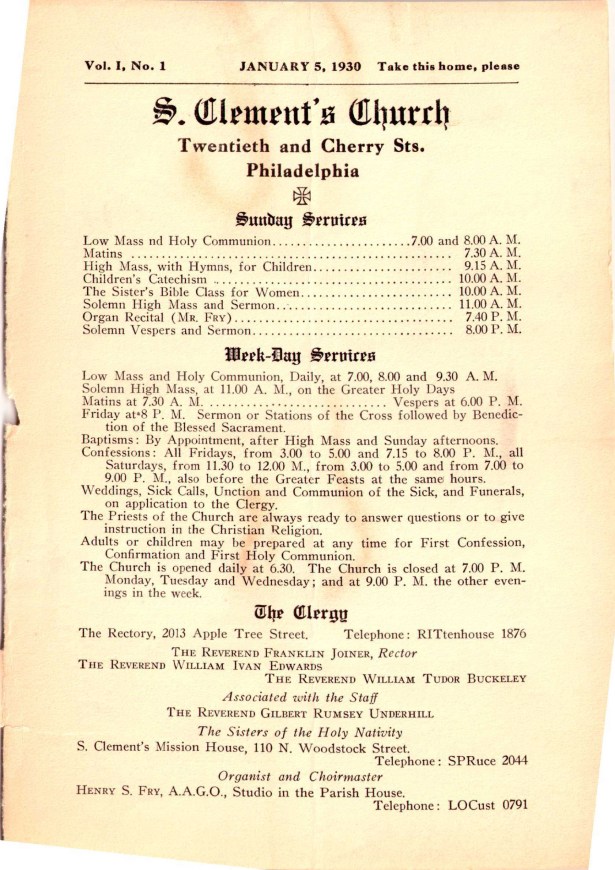 Vol. I, No. 1 JANUARY 5, 1930 Take this home, please
S. Clement's Church
Twentieth and Cherry Sts.
Philadelphia
Sunday Services
Low Mass nd Holy Communion.......................7.00 and 8.00 A. M.
Matins ...................................................... 7.30 A. M.
High Mass, with Hymns, for Children....................... 9.15 A. M.
Children's Catechism ........................................ 10.00 A. M.
The Sister's Bible Class for Women......................... 10.00 A. M.
Solemn High Mass and Sermon............................. 11.00 A. M.
Organ Recital (MR. FRY).................................... 7.40 P. M.
Solemn Vespers and Sermon................................. 8.00 P. M.
Week-Day Services
Low Mass and Holy Communion, Daily, at 7.00, 8.00 and 9.30 A. M.
Solemn High Mass, at 11.00 A. M., on the Greater Holy Days
Matins at 7.30 A. M. .............................. Vespers at 6.00 P. M.
Friday at 8 P. M. Sermon or Stations of the Cross followed by Benedic-
tion of the Blessed Sacrament.
Baptisms: By Appointment, after High Mass and Sunday afternoons.
Confessions: All Fridays, from 3.00 to 5.00 and 7.15 to 8.00 P. M., all
Saturdays, from 11.30 to 12.00 M., from 3.00 to 5.00 and from 7.00 to
9.00 P. M., also before the Greater Feasts at the same hours.
Weddings, Sick Calls, Unction and Communion of the Sick, and Funerals,
on application to the Clergy.
The Priests of the Church are always ready to answer questions or to give
instruction in the Christian Religion.
Adults or children may be prepared at any time for First Confession,
Confirmation and First Holy Communion.
The Church is opened daily at 6.30. The Church is closed at 7.00 P. M.
Monday, Tuesday and Wednesday; and at 9.00 P. M. the other even-
ings in the week.
The Clergy
The Rectory, 2013 Apple Tree Street. Telephone: RITtenhouse 1876
THE REVEREND FRANKLIN JOINER, Rector
THE REVEREND WILLIAM IVAN EDWARDS
THE REVEREND WILLIAM TUDOR BUCKELEY
Associated with the Staff
THE REVEREND GILBERT RUMSEY UNDERHILL
The Sisters of the Holy Nativity
S. Clement's Mission House, 110 N. Woodstock Street.
Telephone: SPRuce 2044
Organist and Choirmaster
HENRY S. FRY, A.A.G.O., Studio in the Parish House.
Telephone: LOCust 0791